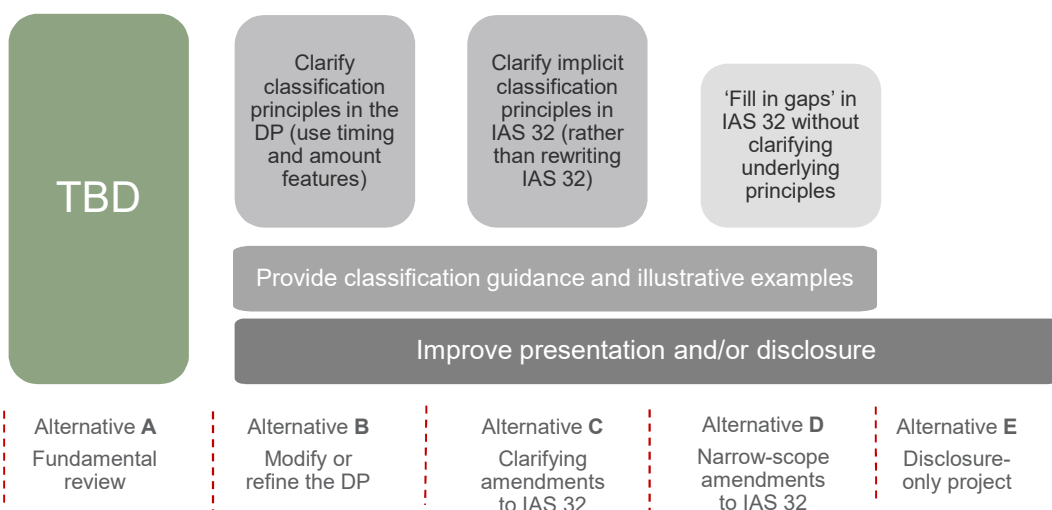 TBD
Clarify
classification
principles in the
DP (use timing
and amount
features)
Clarify implicit
classification
principles in
IAS 32 (rather
than rewriting
IAS 32)
‘Fill in gaps’ in
IAS 32 without
clarifying
underlying
principles
Provide classification guidance and illustrative examples
Improve presentation and/or disclosure
Alternative A
Fundamental
review
Alternative B
Modify or
refine the DP
Alternative C
Clarifying
amendments
to IAS 32
Alternative D
Narrow-scope
amendments
to IAS 32
Alternative E
Disclosure-
only project